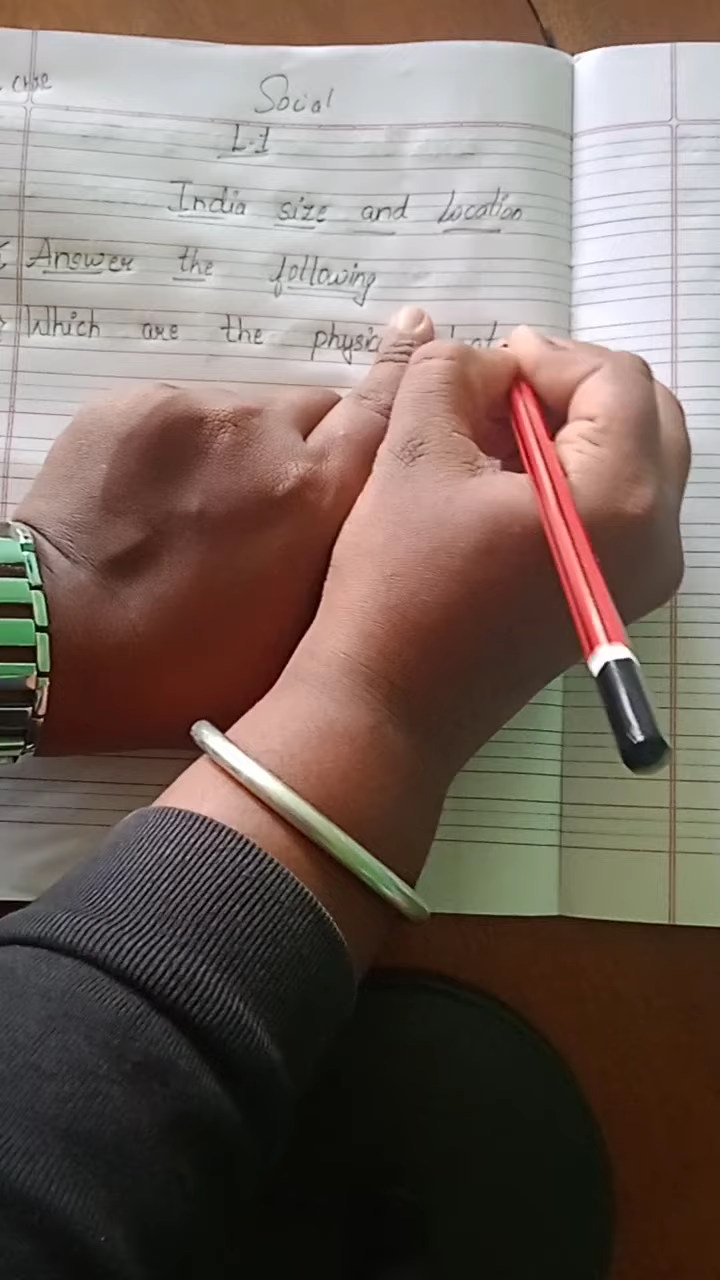 Social
L-1
India size and Location
Answer the following
Which are the